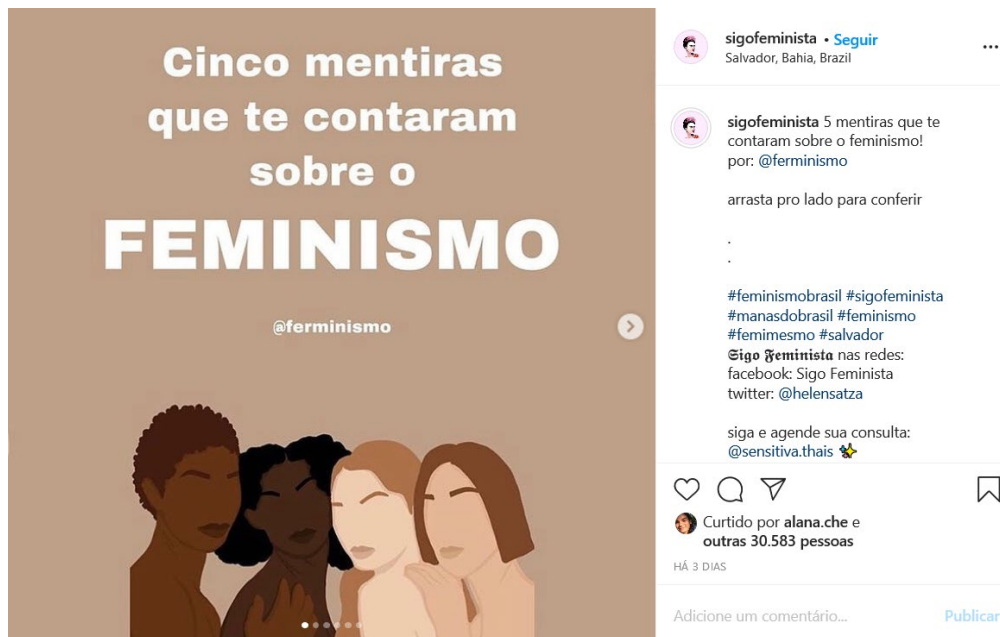 Cinco mentiras
que te contaram
sobre o
FEMINISMO
@ferminismo
sigofeminista • Seguir
Salvador, Bahia, Brazil
sigofeminista 5 mentiras que te
contaram sobre o feminismo!
por: @ferminismo
arrasta pro lado para conferir
.
.
#feminismobrasil #sigofeminista
#manasdobrasil #feminismo
#femimesmo #salvador
𝕾𝖎𝖌𝖔 𝕱𝖊𝖒𝖎𝖓𝖎𝖘𝖙𝖆 nas redes:
facebook: Sigo Feminista
twitter: @helensatza
siga e agende sua consulta:
@sensitiva.thais ✨
Curtido por alana.che e
outras 30.583 pessoas
HÁ 3 DIAS
Adicione um comentário... Publicar